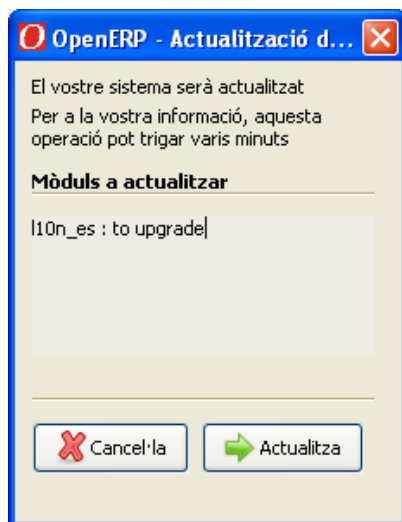 OpenERP - Actualització d...
El vostre sistema serà actualitzat
Per a la vostra informació, aquesta
operació pot trigar varis minuts
Mòduls a actualitzar
l10n_es : to upgrade
Cancel·la
Actualitza